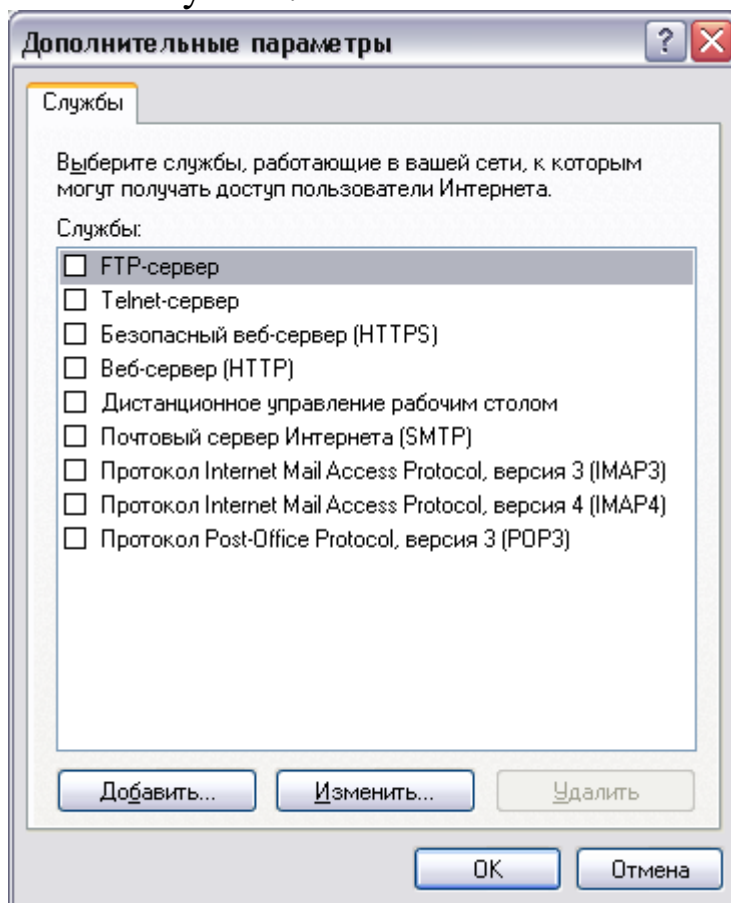 Дополнительные параметры
Службы
Выберите службы, работающие в вашей сети, к которым
могут получать доступ пользователи Интернета.
Службы:
FTP-сервер
Telnet-сервер
Безопасный веб-сервер (HTTPS)
Веб-сервер (HTTP)
Дистанционное управление рабочим столом
Почтовый сервер Интернета (SMTP)
Протокол Internet Mail Access Protocol, версия 3 (IMAP3)
Протокол Internet Mail Access Protocol, версия 4 (IMAP4)
Протокол Post-Office Protocol, версия 3 (POP3)
Добавить... Изменить... Удалить
OK Отмена